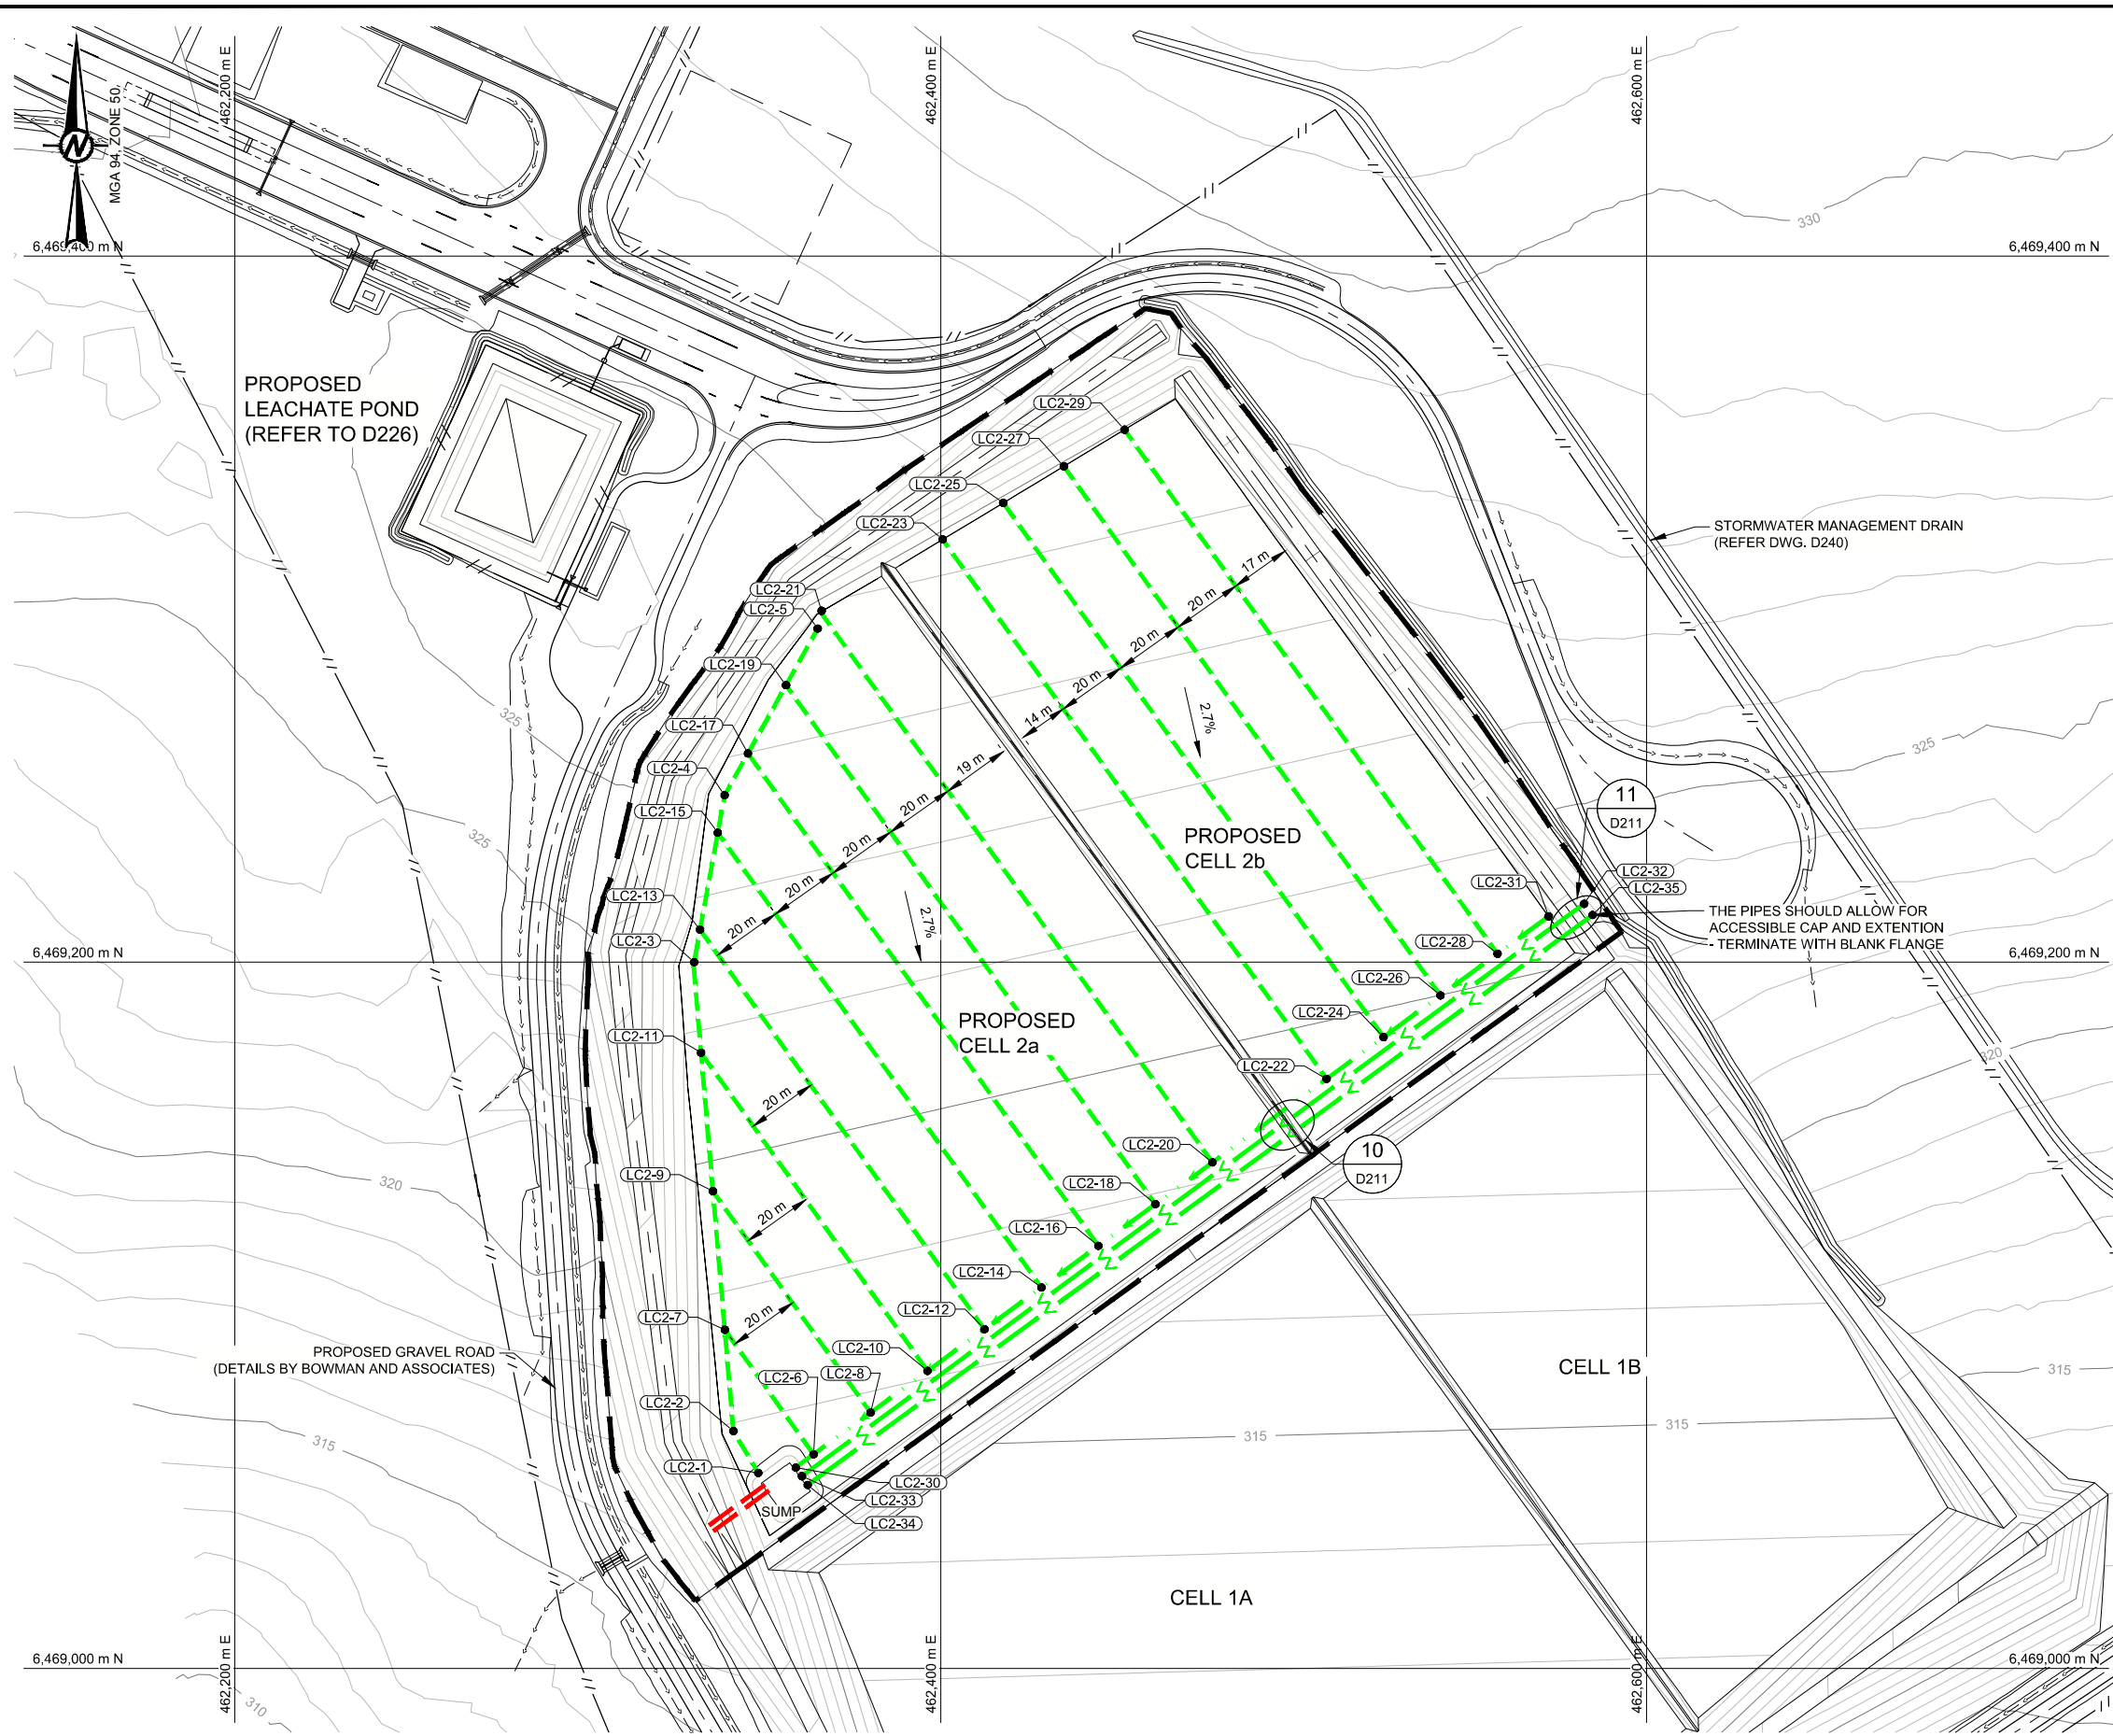 462,200 m E
462,400 m E
462,600 m E
N
MGA 94, ZONE 50.
6,469,400 m N
6,469,400 m N
330
PROPOSED
LEACHATE POND
(REFER TO D226)
LC2-29
LC2-27
LC2-25
LC2-23
STORMWATER MANAGEMENT DRAIN
(REFER DWG. D240)
17 m
20 m
20 m
20 m
14 m
19 m
20 m
20 m
20 m
20 m
LC2-21
LC2-5
LC2-19
LC2-17
LC2-4
LC2-15
LC2-13
LC2-3
325
325
325
2.7%
2.7%
PROPOSED
CELL 2b
11
D211
LC2-32
LC2-35
LC2-31
THE PIPES SHOULD ALLOW FOR
ACCESSIBLE CAP AND EXTENTION
- TERMINATE WITH BLANK FLANGE
LC2-28
6,469,200 m N
6,469,200 m N
LC2-26
LC2-24
LC2-22
PROPOSED
CELL 2a
LC2-11
20 m
320
320
LC2-20
10
D211
LC2-9
LC2-18
20 m
LC2-16
LC2-14
LC2-12
LC2-7
20 m
LC2-10
LC2-8
LC2-6
PROPOSED GRAVEL ROAD
(DETAILS BY BOWMAN AND ASSOCIATES)
CELL 1B
315
LC2-2
315
315
LC2-1
LC2-30
LC2-33
LC2-34
SUMP
CELL 1A
6,469,000 m N
6,469,000 m N
310
462,200 m E
462,400 m E
462,600 m E